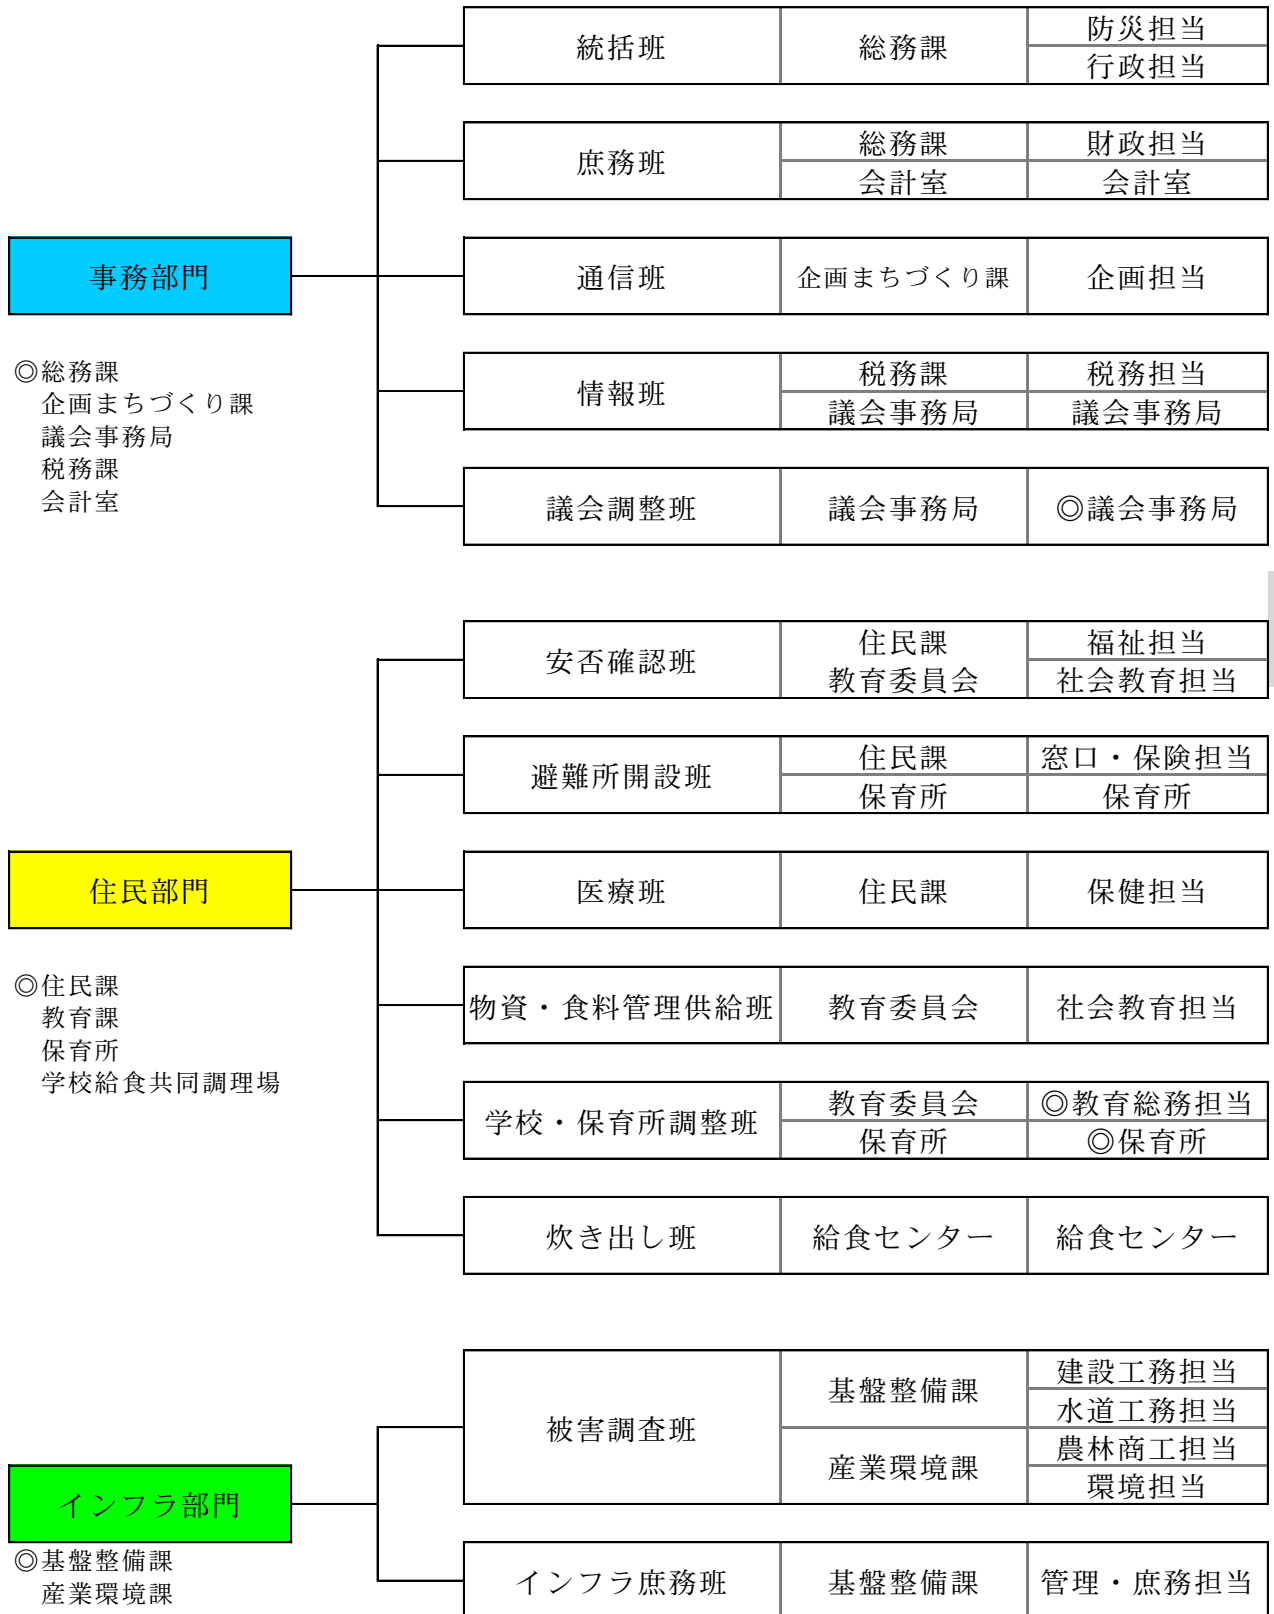 統括班 総務課 防災担当
行政担当
庶務班 総務課 財政担当
会計室 会計室
事務部門
通信班 企画まちづくり課 企画担当
◎総務課
企画まちづくり課
議会事務局
税務課
会計室
情報班 税務課 税務担当
議会事務局 議会事務局
議会調整班 議会事務局 ◎議会事務局
安否確認班 住民課 福祉担当
教育委員会 社会教育担当
避難所開設班 住民課 窓口・保険担当
保育所 保育所
住民部門
医療班 住民課 保健担当
◎住民課
教育課
保育所
学校給食共同調理場
物資・食料管理供給班 教育委員会 社会教育担当
学校・保育所調整班 教育委員会 ◎教育総務担当
保育所 ◎保育所
炊き出し班 給食センター 給食センター
被害調査班 基盤整備課 建設工務担当
水道工務担当
産業環境課 農林商工担当
環境担当
インフラ部門
◎基盤整備課
産業環境課
インフラ庶務班 基盤整備課 管理・庶務担当